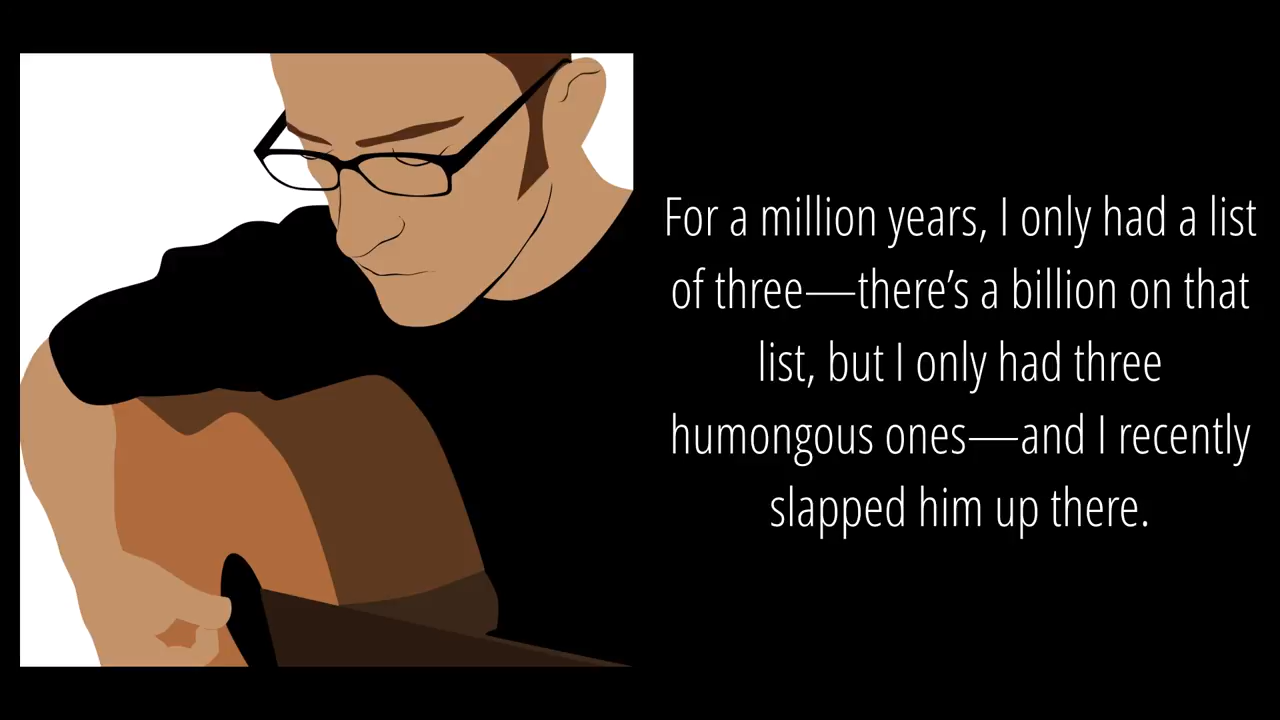 For a million years, I only had a list
of three—there’s a billion on that
list, but I only had three
humongous ones—and I recently
slapped him up there.